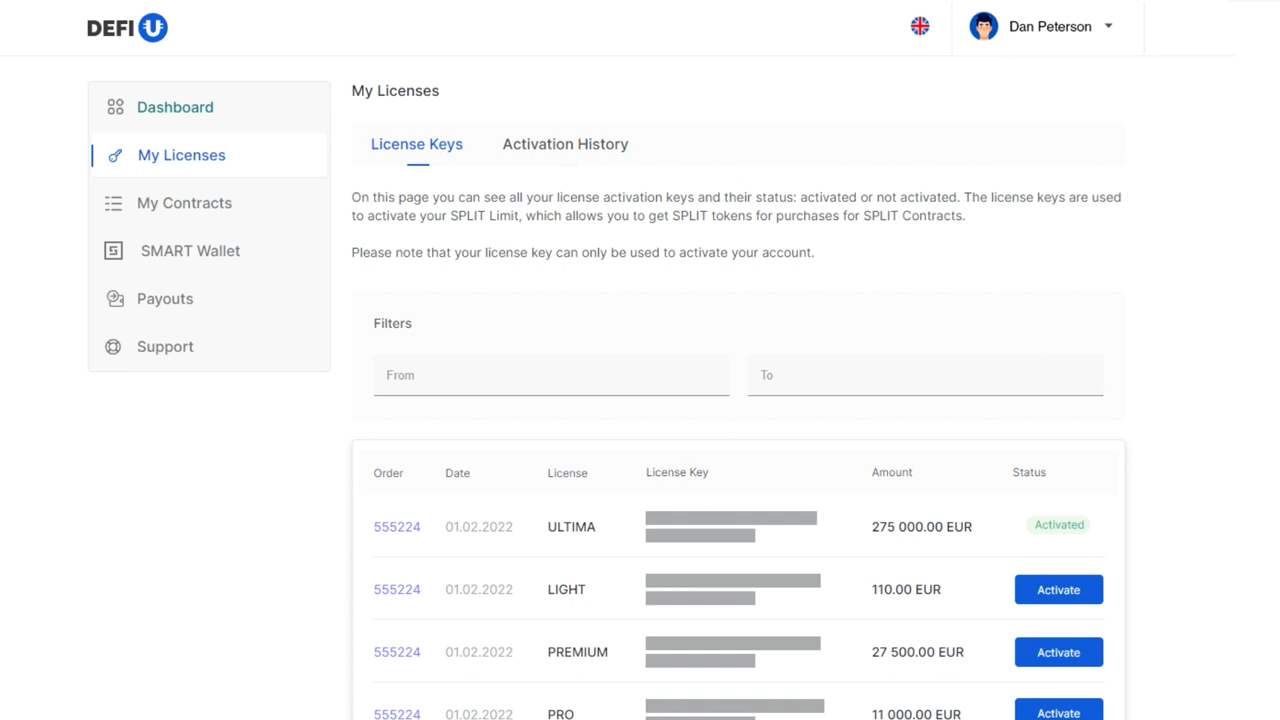 DEFI U
Dan Peterson
Dashboard
My Licenses
My Contracts
SMART Wallet
Payouts
Support
My Licenses
License Keys Activation History
On this page you can see all your license activation keys and their status: activated or not activated. The license keys are used
to activate your SPLIT Limit, which allows you to get SPLIT tokens for purchases for SPLIT Contracts.
Please note that your license key can only be used to activate your account.
Filters
From To
Order Date License License Key Amount Status
555224 01.02.2022 ULTIMA 275 000.00 EUR Activated
555224 01.02.2022 LIGHT 110.00 EUR Activate
555224 01.02.2022 PREMIUM 27 500.00 EUR Activate
555224 01.02.2022 PRO 11 000.00 EUR Activate